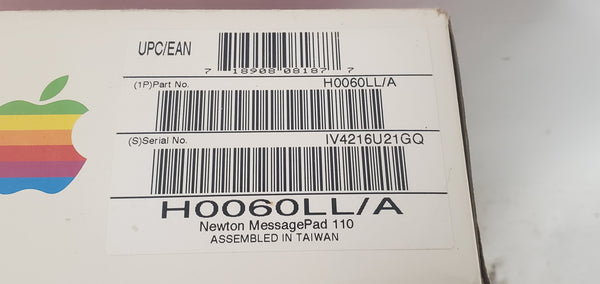 UPC/EAN
7 18908 08187 7
(1P)Part No. H0060LL/A
(S)Serial No. IV4216U21GQ
H0060LL/A
Newton MessagePad 110
ASSEMBLED IN TAIWAN